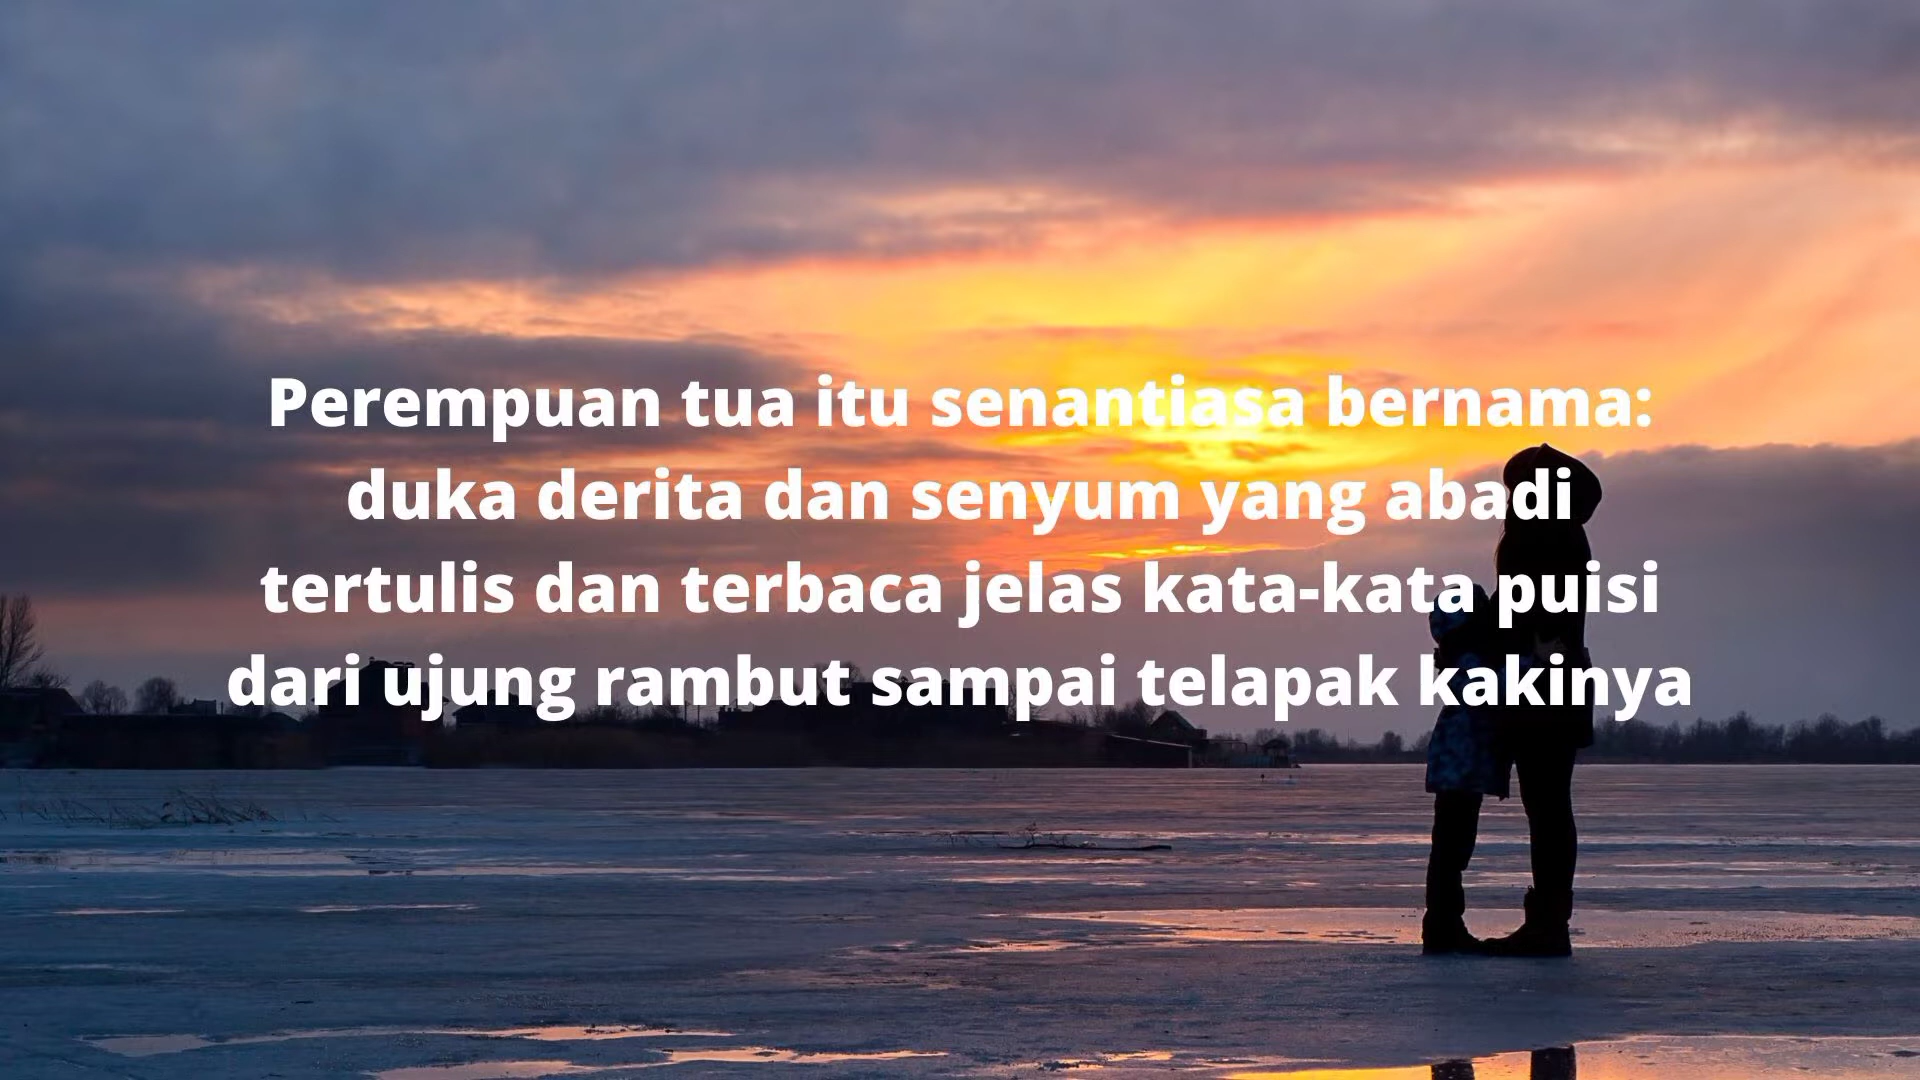 Perempuan tua itu senantiasa bernama:
duka derita dan senyum yang abadi
tertulis dan terbaca jelas kata-kata puisi
dari ujung rambut sampai telapak kakinya